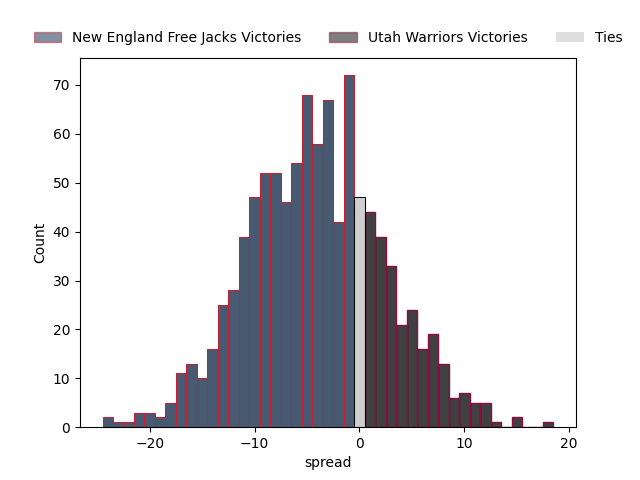 New England Free Jacks Victories Utah Warriors Victories Ties
70
60
50
40
30
20
10
0
Count
−20 −10 0 10 20
spread